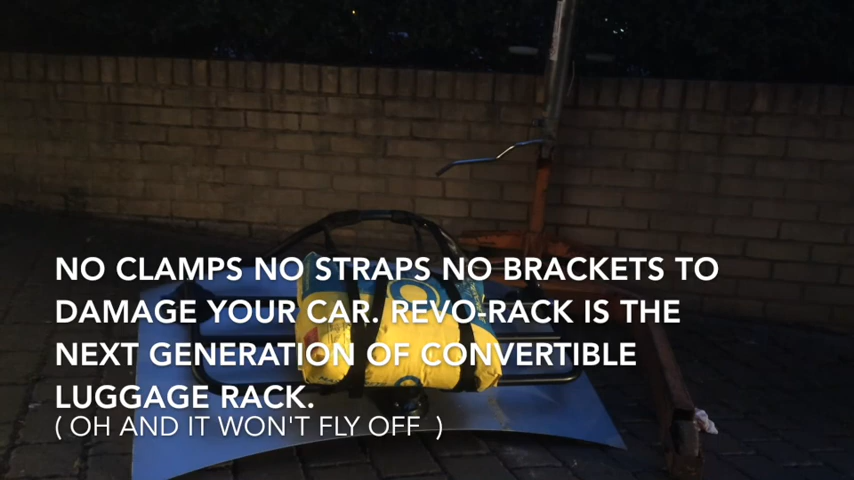 NO CLAMPS NO STRAPS NO BRACKETS TO
DAMAGE YOUR CAR. REVO-RACK IS THE
NEXT GENERATION OF CONVERTIBLE
LUGGAGE RACK.
( OH AND IT WON'T FLY OFF )